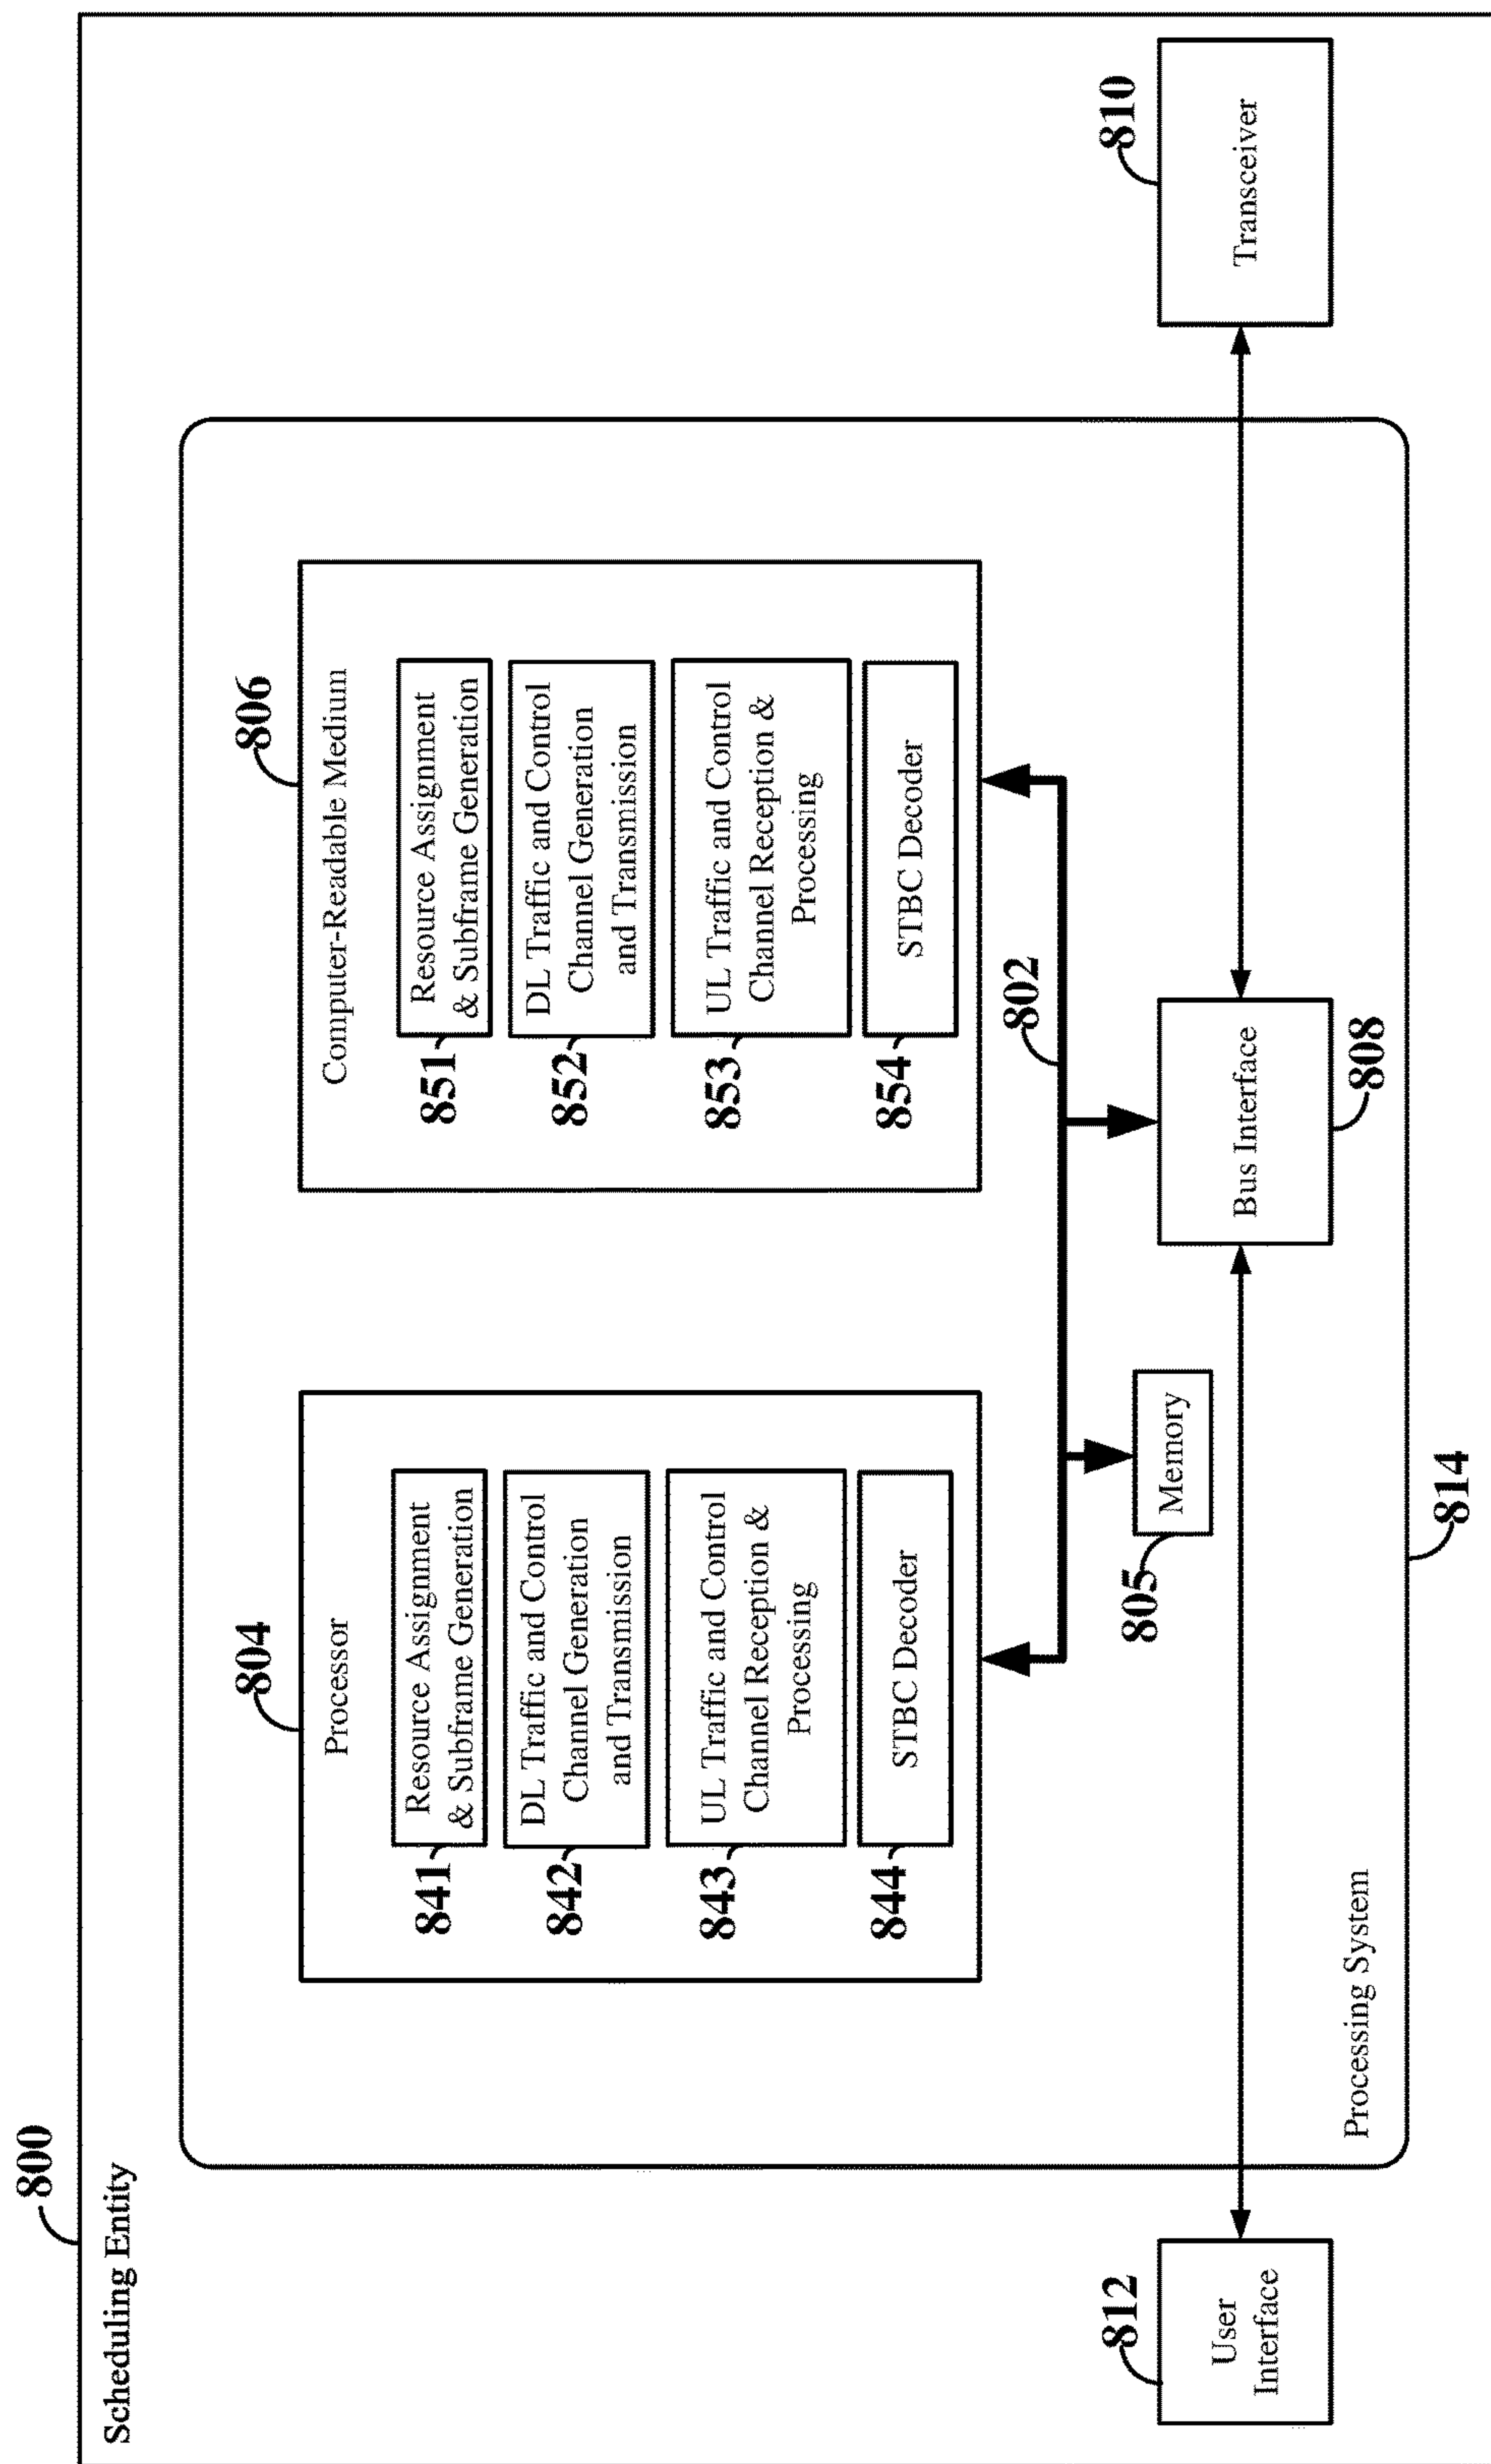 800
Scheduling Entity
804
Processor
841
Resource Assignment
& Subframe Generation
842
DL Traffic and Control
Channel Generation
and Transmission
843
UL Traffic and Control
Channel Reception &
Processing
844
STBC Decoder
806
Computer-Readable Medium
851
Resource Assignment
& Subframe Generation
852
DL Traffic and Control
Channel Generation
and Transmission
853
UL Traffic and Control
Channel Reception &
Processing
854
STBC Decoder
802
805
Memory
812
User
Interface
Bus Interface
808
810
Transceiver
Processing System
814